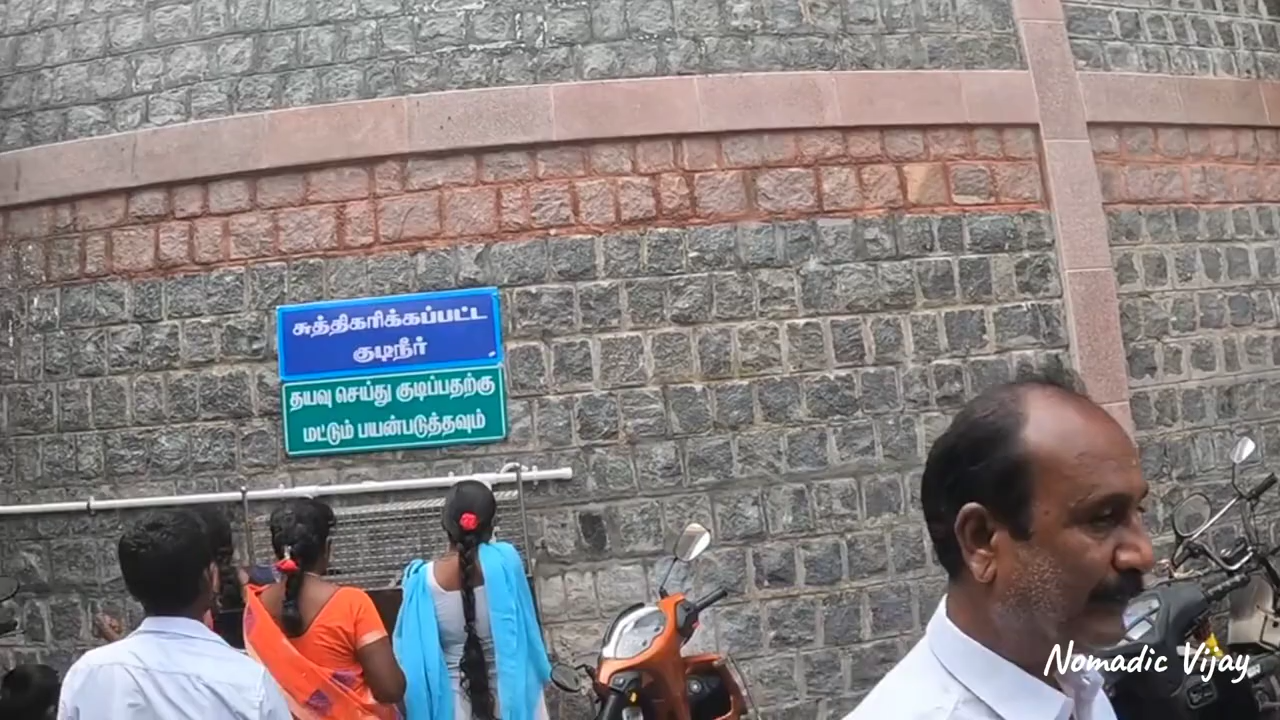 சுத்திகரிக்கப்பட்ட
குடிநீர்
தயவு செய்து குடிப்பதற்கு
மட்டும் பயன்படுத்தவும்
Nomadic Vijay